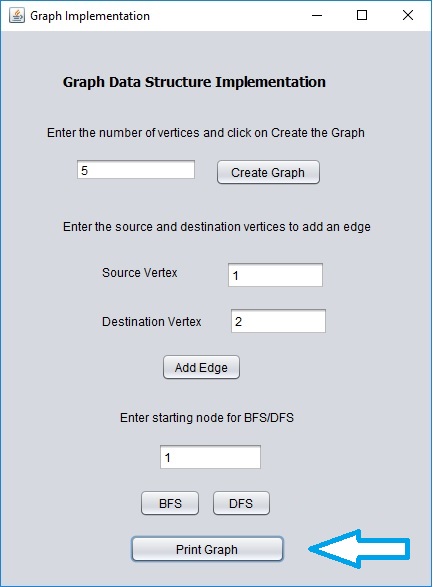 Graph Implementation
Graph Data Structure Implementation
Enter the number of vertices and click on Create the Graph
5
Create Graph
Enter the source and destination vertices to add an edge
Source Vertex
1
Destination Vertex
2
Add Edge
Enter starting node for BFS/DFS
1
BFS
DFS
Print Graph